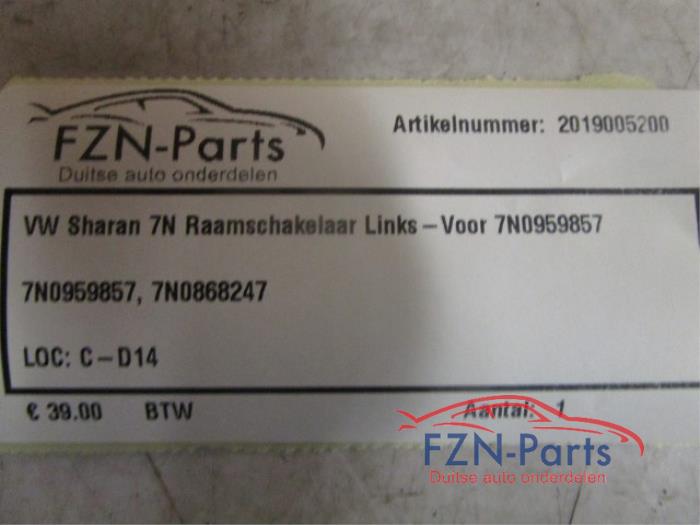 FZN-Parts
Duitse auto onderdelen
Artikelnummer: 2019005200
VW Sharan 7N Raamschakelaar Links-Voor 7N0959857
7N0959857, 7N0868247
LOC: C-D14
€ 39.00 BTW Aantal: 1
FZN-Parts
Duitse auto onderdelen